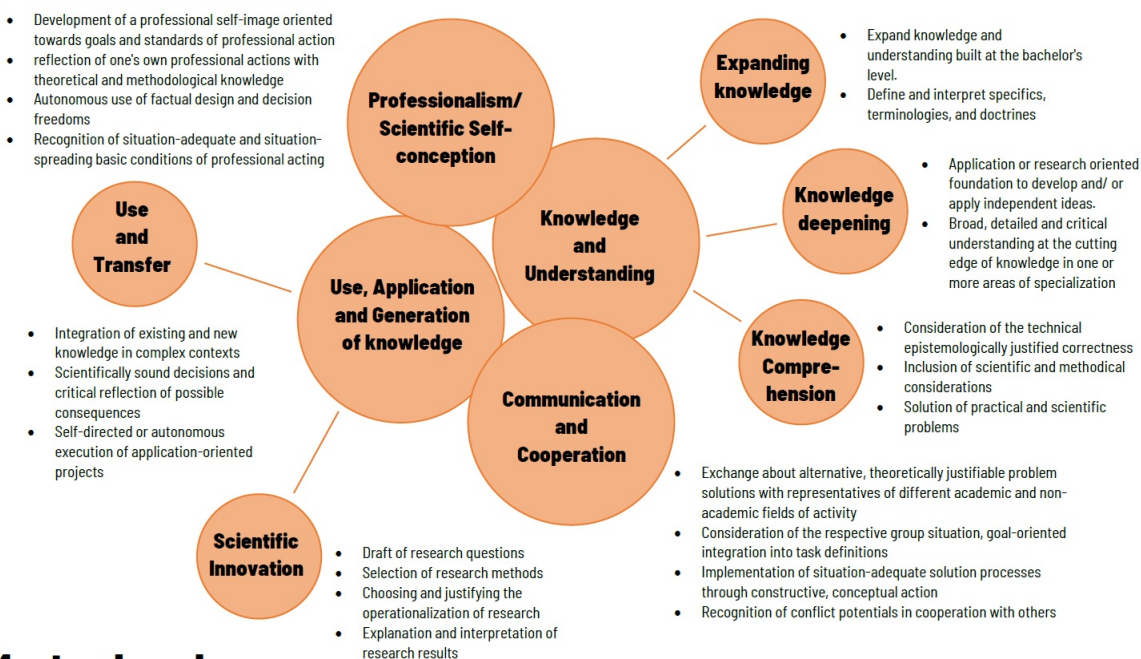 • Development of a professional self-image oriented
towards goals and standards of professional action
• reflection of one's own professional actions with
theoretical and methodological knowledge
• Autonomous use of factual design and decision
freedoms
• Recognition of situation-adequate and situation-
spreading basic conditions of professional acting
Professionalism/
Scientific Self-
conception
Expanding
knowledge
• Expand knowledge and
understanding built at the bachelor's
level.
• Define and interpret specifics,
terminologies, and doctrines
Use
and
Transfer
Knowledge
and
Understanding
Knowledge
deepening
• Application or research oriented
foundation to develop and/ or
apply independent ideas.
• Broad, detailed and critical
understanding at the cutting
edge of knowledge in one or
more areas of specialization
Use, Application
and Generation
of knowledge
• Integration of existing and new
knowledge in complex contexts
• Scientifically sound decisions and
critical reflection of possible
consequences
• Self-directed or autonomous
execution of application-oriented
projects
Knowledge
Compre-
hension
• Consideration of the technical
epistemologically justified correctness
• Inclusion of scientific and methodical
considerations
• Solution of practical and scientific
problems
Communication
and
Cooperation
• Exchange about alternative, theoretically justifiable problem
solutions with representatives of different academic and non-
academic fields of activity
• Consideration of the respective group situation, goal-oriented
integration into task definitions
• Implementation of situation-adequate solution processes
through constructive, conceptual action
• Recognition of conflict potentials in cooperation with others
Scientific
Innovation
• Draft of research questions
• Selection of research methods
• Choosing and justifying the
operationalization of research
• Explanation and interpretation of
research results